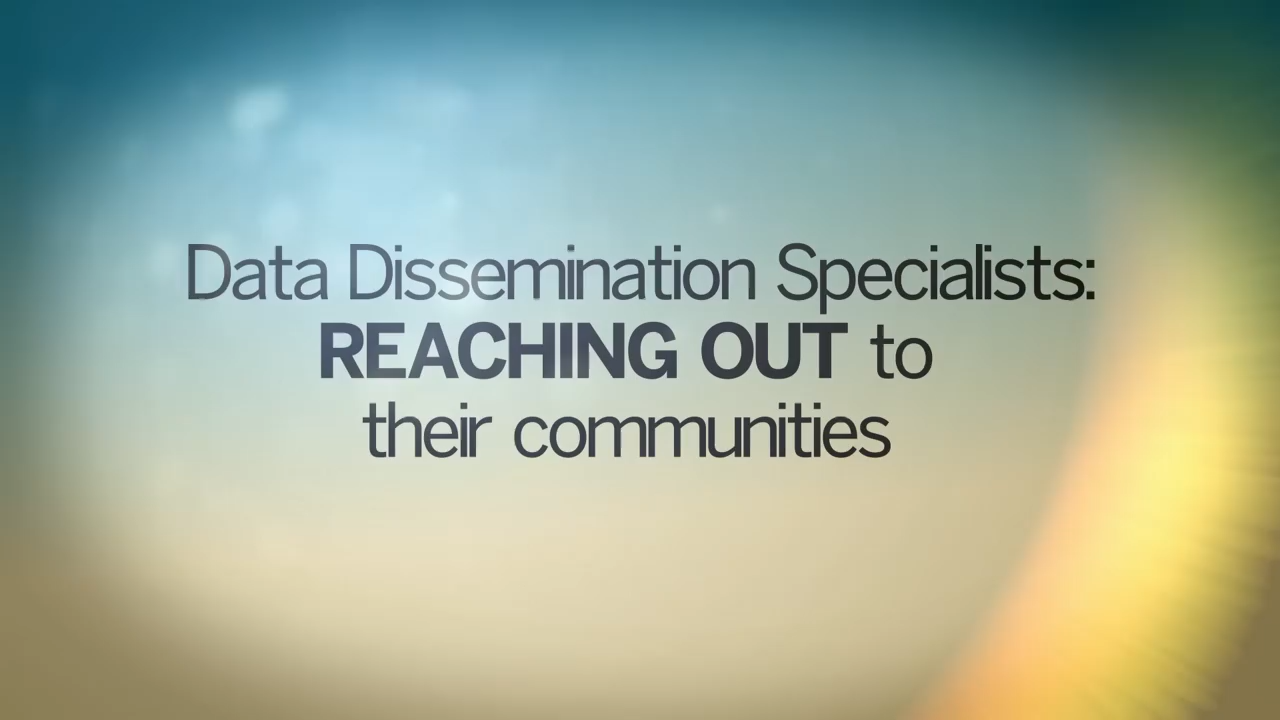 Data Dissemination Specialists:
REACHING OUT to
their communities